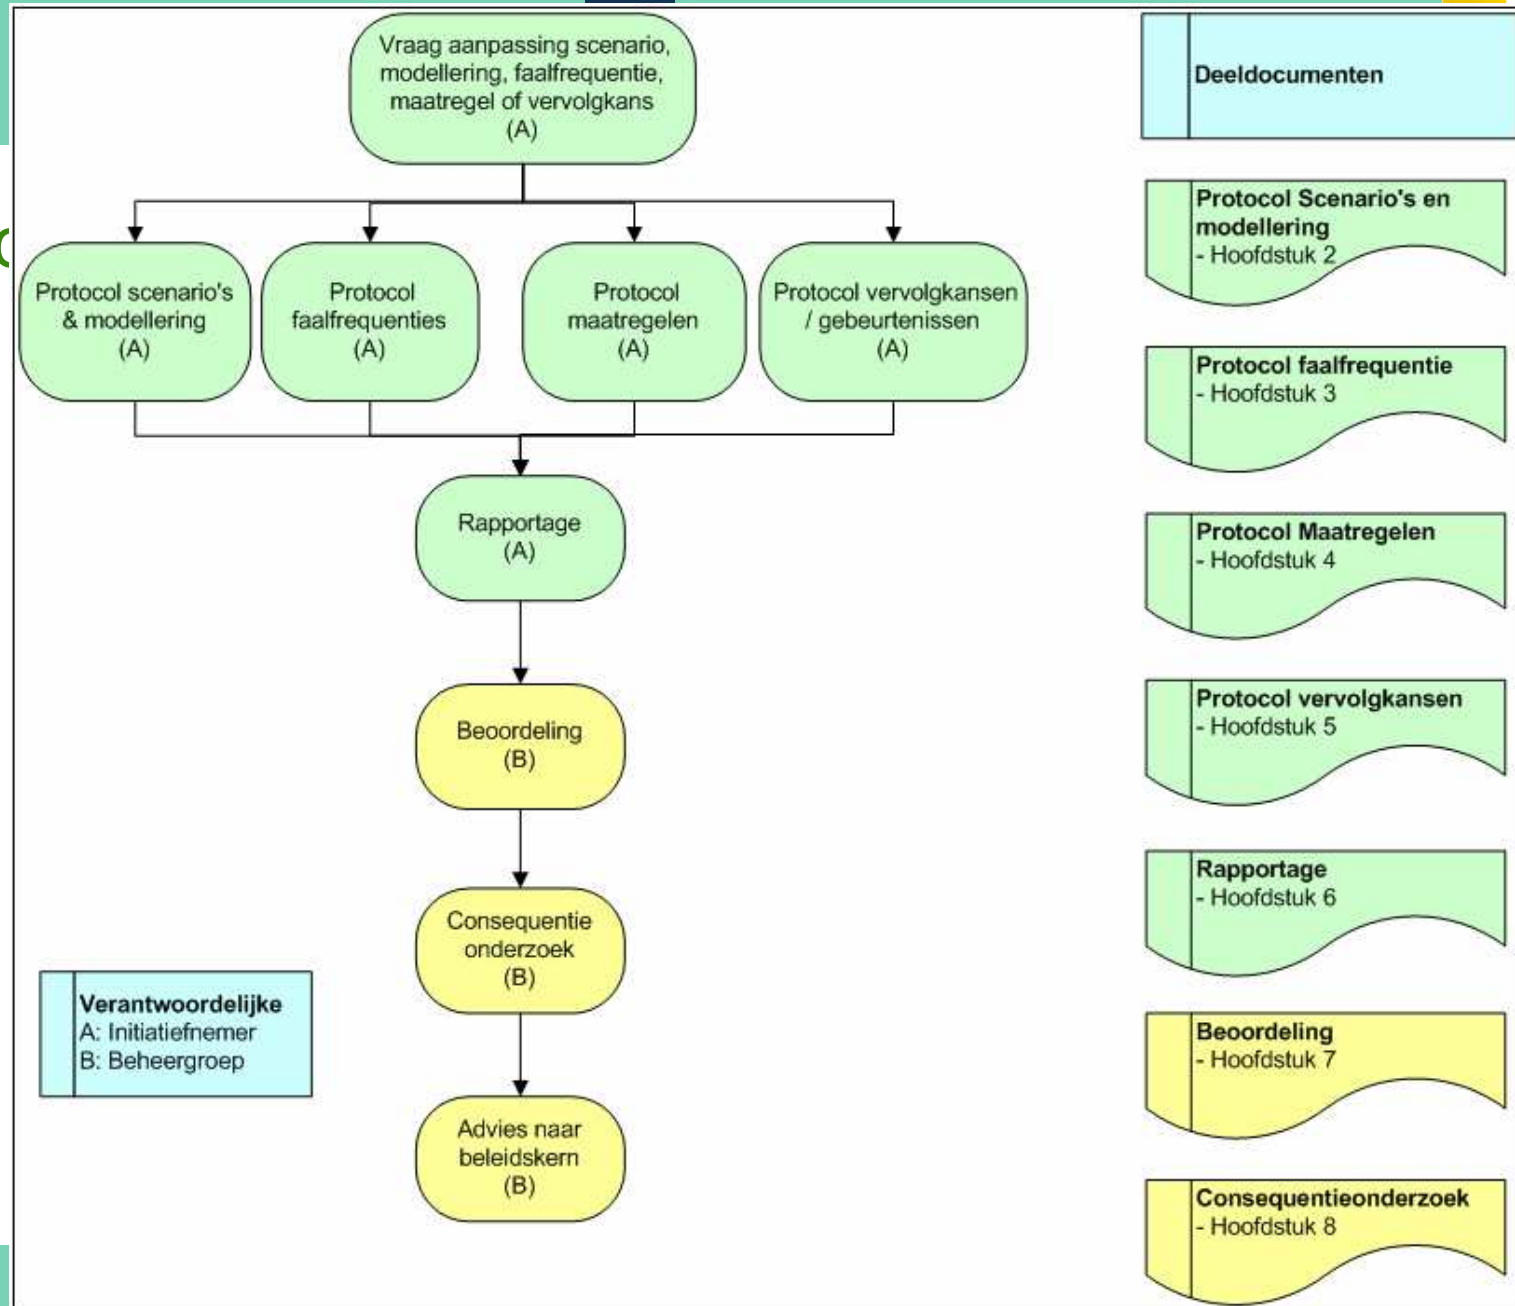 Vraag aanpassing scenario,
modellering, faalfrequentie,
maatregel of vervolgkans
(A)
Protocol scenario's
& modellering
(A)
Protocol
faalfrequenties
(A)
Protocol
maatregelen
(A)
Protocol vervolgkansen
/ gebeurtenissen
(A)
Rapportage
(A)
Beoordeling
(B)
Consequentie
onderzoek
(B)
Advies naar
beleidskern
(B)
Verantwoordelijke
A: Initiatiefnemer
B: Beheergroep
Deeldocumenten
Protocol Scenario's en
modellering
- Hoofdstuk 2
Protocol faalfrequentie
- Hoofdstuk 3
Protocol Maatregelen
- Hoofdstuk 4
Protocol vervolgkansen
- Hoofdstuk 5
Rapportage
- Hoofdstuk 6
Beoordeling
- Hoofdstuk 7
Consequentieonderzoek
- Hoofdstuk 8